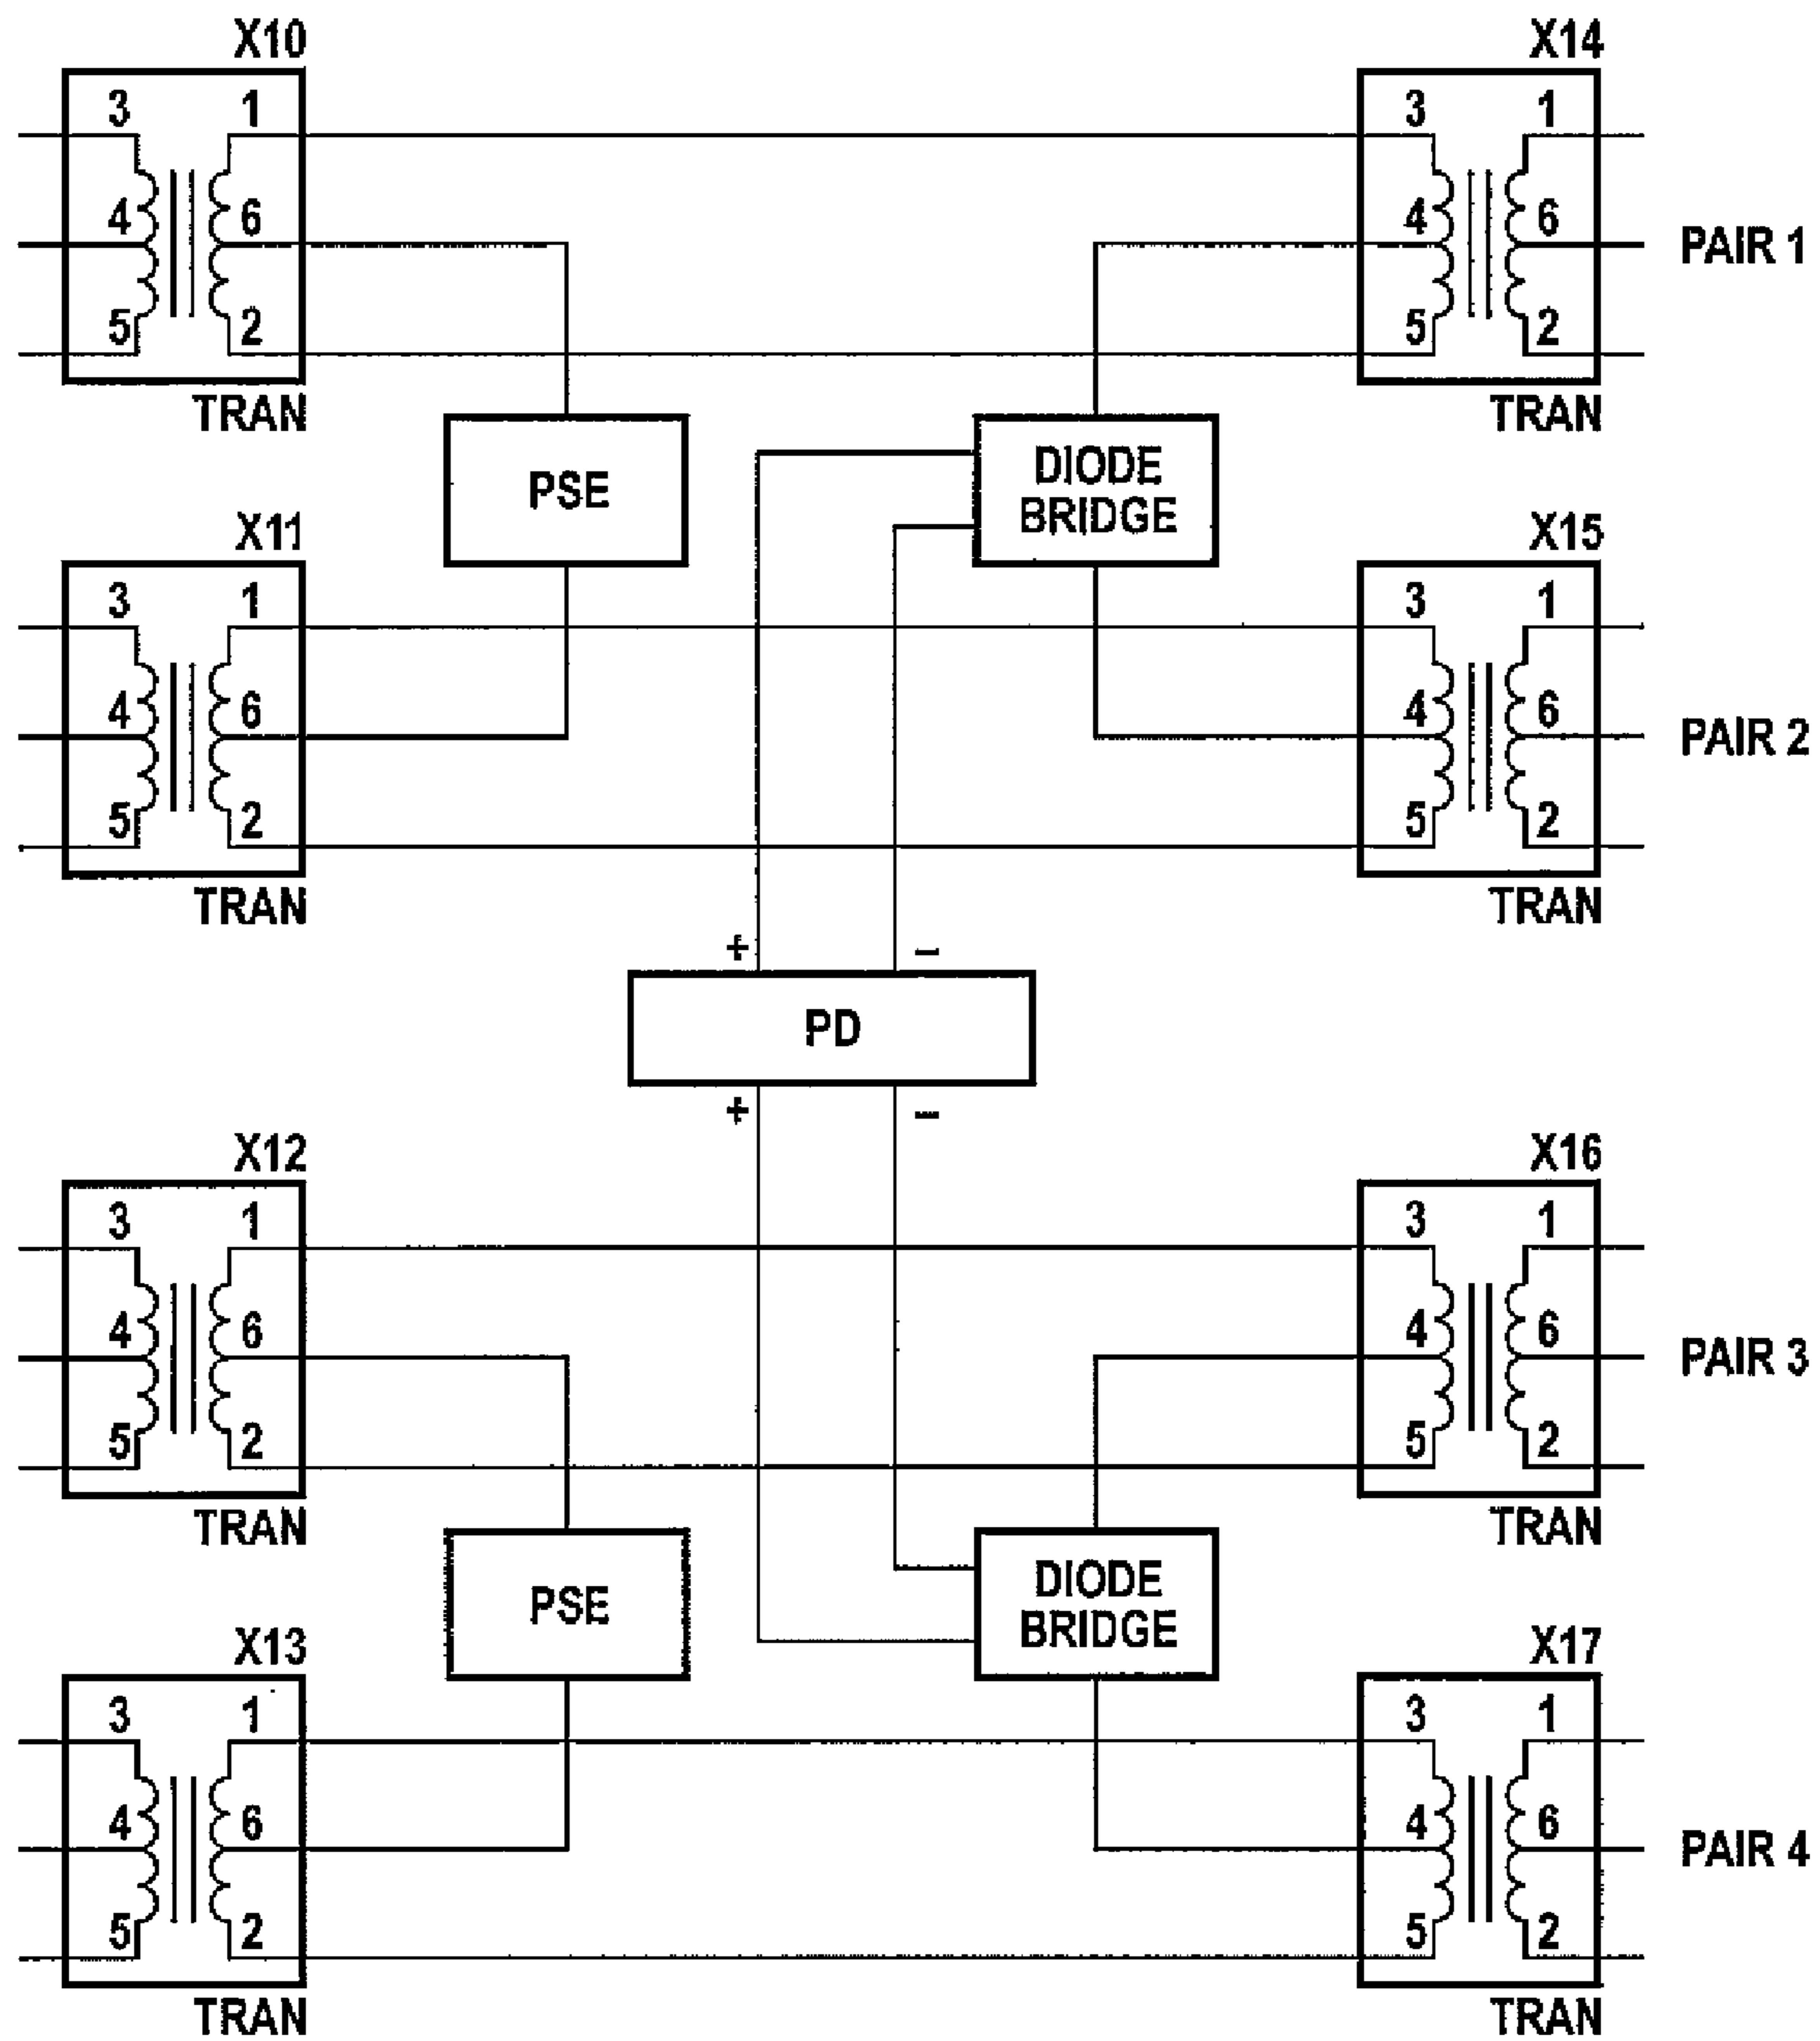 X10 X14
3 1 3 1
4 6 4 6 PAIR 1
5 2 5 2
TRAN TRAN
PSE
DIODE
BRIDGE
X11 X15
3 1 3 1
4 6 4 6 PAIR 2
5 2 5 2
TRAN TRAN
+ −
PD
+ −
X12 X16
3 1 3 1
4 6 4 6 PAIR 3
5 2 5 2
TRAN TRAN
PSE
DIODE
BRIDGE
X13 X17
3 1 3 1
4 6 4 6 PAIR 4
5 2 5 2
TRAN TRAN